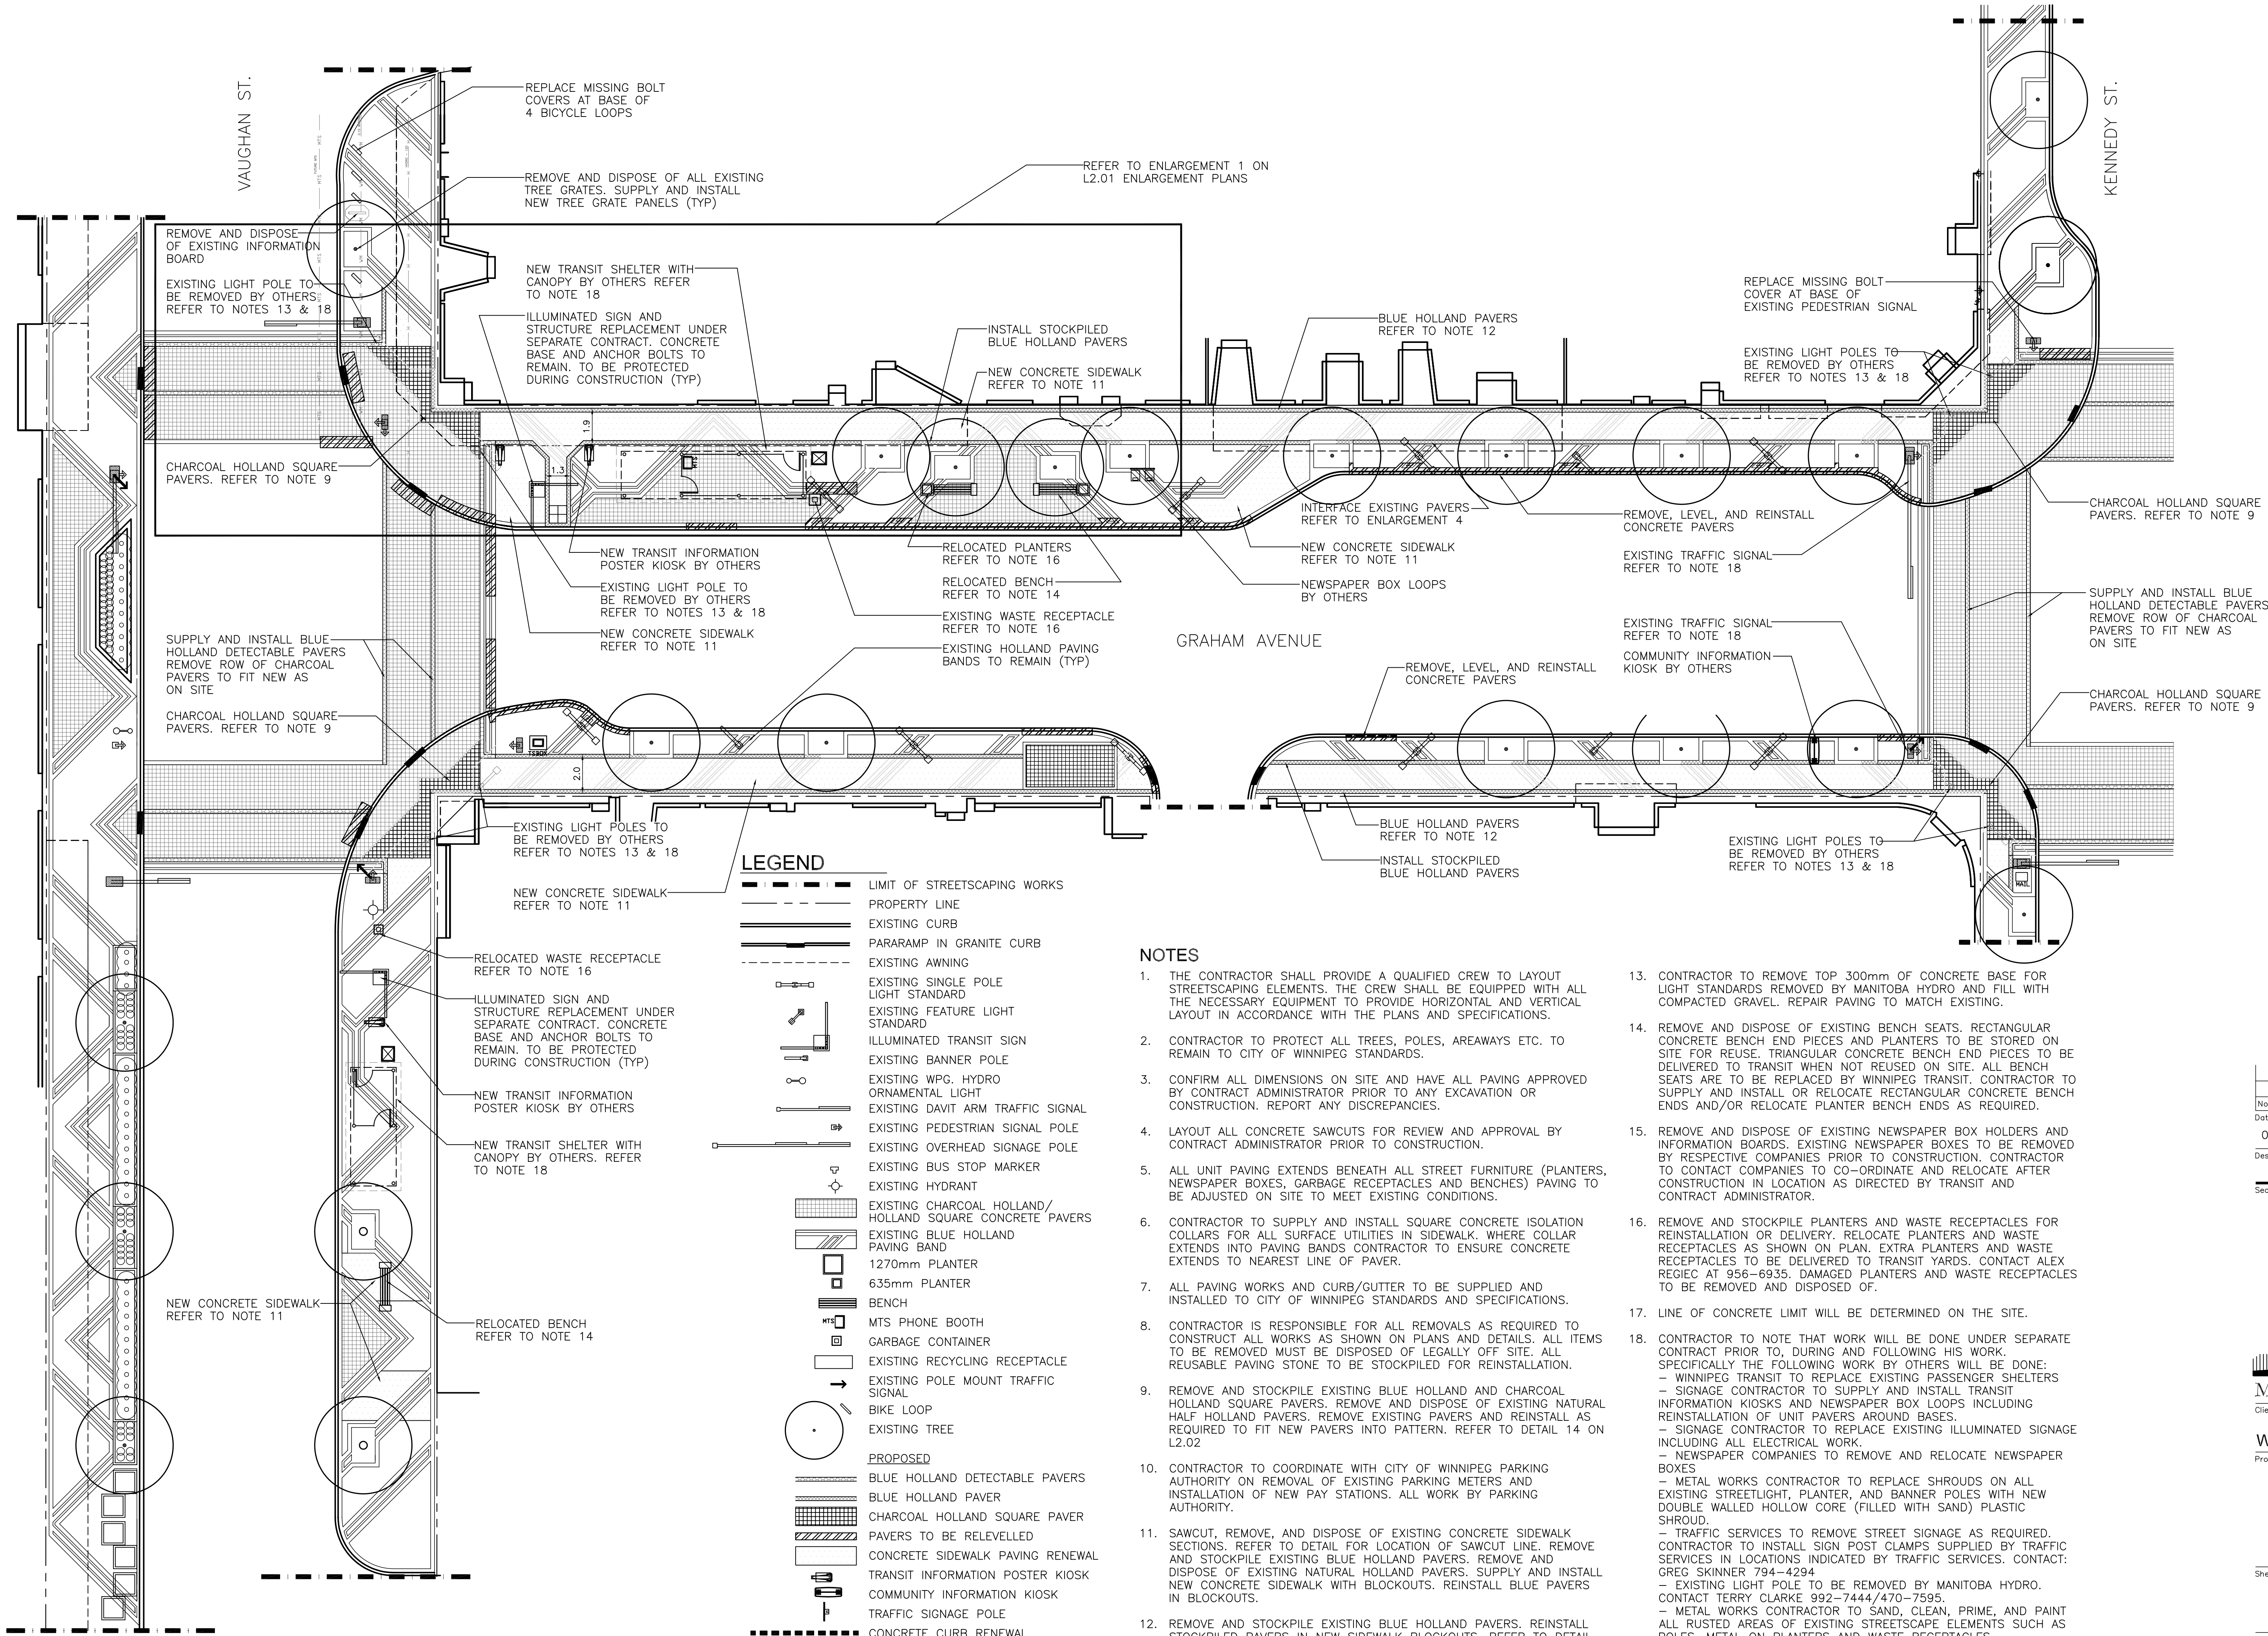 VAUGHAN ST.
KENNEDY ST.
REPLACE MISSING BOLT
COVERS AT BASE OF
4 BICYCLE LOOPS
REMOVE AND DISPOSE OF ALL EXISTING
TREE GRATES. SUPPLY AND INSTALL
NEW TREE GRATE PANELS (TYP)
REFER TO ENLARGEMENT 1 ON
L2.01 ENLARGEMENT PLANS
REMOVE AND DISPOSE
OF EXISTING INFORMATION
BOARD
EXISTING LIGHT POLE TO
BE REMOVED BY OTHERS
REFER TO NOTES 13 & 18
NEW TRANSIT SHELTER WITH
CANOPY BY OTHERS REFER
TO NOTE 18
ILLUMINATED SIGN AND
STRUCTURE REPLACEMENT UNDER
SEPARATE CONTRACT. CONCRETE
BASE AND ANCHOR BOLTS TO
REMAIN. TO BE PROTECTED
DURING CONSTRUCTION (TYP)
INSTALL STOCKPILED
BLUE HOLLAND PAVERS
NEW CONCRETE SIDEWALK
REFER TO NOTE 11
BLUE HOLLAND PAVERS
REFER TO NOTE 12
REPLACE MISSING BOLT
COVER AT BASE OF
EXISTING PEDESTRIAN SIGNAL
EXISTING LIGHT POLES TO
BE REMOVED BY OTHERS
REFER TO NOTES 13 & 18
1.9
1.3
MTS
CHARCOAL HOLLAND SQUARE
PAVERS. REFER TO NOTE 9
NEW TRANSIT INFORMATION
POSTER KIOSK BY OTHERS
EXISTING LIGHT POLE TO
BE REMOVED BY OTHERS
REFER TO NOTES 13 & 18
NEW CONCRETE SIDEWALK
REFER TO NOTE 11
RELOCATED PLANTERS
REFER TO NOTE 16
RELOCATED BENCH
REFER TO NOTE 14
EXISTING WASTE RECEPTACLE
REFER TO NOTE 16
EXISTING HOLLAND PAVING
BANDS TO REMAIN (TYP)
INTERFACE EXISTING PAVERS
REFER TO ENLARGEMENT 4
NEW CONCRETE SIDEWALK
REFER TO NOTE 11
NEWSPAPER BOX LOOPS
BY OTHERS
REMOVE, LEVEL, AND REINSTALL
CONCRETE PAVERS
EXISTING TRAFFIC SIGNAL
REFER TO NOTE 18
CHARCOAL HOLLAND SQUARE
PAVERS. REFER TO NOTE 9
SUPPLY AND INSTALL BLUE
HOLLAND DETECTABLE PAVERS
REMOVE ROW OF CHARCOAL
PAVERS TO FIT NEW AS
ON SITE
CHARCOAL HOLLAND SQUARE
PAVERS. REFER TO NOTE 9
GRAHAM AVENUE
EXISTING TRAFFIC SIGNAL
REFER TO NOTE 18
COMMUNITY INFORMATION
KIOSK BY OTHERS
REMOVE, LEVEL, AND REINSTALL
CONCRETE PAVERS
SUPPLY AND INSTALL BLUE
HOLLAND DETECTABLE PAVERS
REMOVE ROW OF CHARCOAL
PAVERS TO FIT NEW AS
ON SITE
CHARCOAL HOLLAND SQUARE
PAVERS. REFER TO NOTE 9
TSBOX
2.0
EXISTING LIGHT POLES TO
BE REMOVED BY OTHERS
REFER TO NOTES 13 & 18
NEW CONCRETE SIDEWALK
REFER TO NOTE 11
BLUE HOLLAND PAVERS
REFER TO NOTE 12
INSTALL STOCKPILED
BLUE HOLLAND PAVERS
EXISTING LIGHT POLES TO
BE REMOVED BY OTHERS
REFER TO NOTES 13 & 18
MAIL
RELOCATED WASTE RECEPTACLE
REFER TO NOTE 16
ILLUMINATED SIGN AND
STRUCTURE REPLACEMENT UNDER
SEPARATE CONTRACT. CONCRETE
BASE AND ANCHOR BOLTS TO
REMAIN. TO BE PROTECTED
DURING CONSTRUCTION (TYP)
NEW TRANSIT INFORMATION
POSTER KIOSK BY OTHERS
NEW TRANSIT SHELTER WITH
CANOPY BY OTHERS. REFER
TO NOTE 18
NEW CONCRETE SIDEWALK
REFER TO NOTE 11
RELOCATED BENCH
REFER TO NOTE 14
LEGEND
LIMIT OF STREETSCAPING WORKS
PROPERTY LINE
EXISTING CURB
PARARAMP IN GRANITE CURB
EXISTING AWNING
EXISTING SINGLE POLE
LIGHT STANDARD
EXISTING FEATURE LIGHT
STANDARD
ILLUMINATED TRANSIT SIGN
EXISTING BANNER POLE
EXISTING WPG. HYDRO
ORNAMENTAL LIGHT
EXISTING DAVIT ARM TRAFFIC SIGNAL
EXISTING PEDESTRIAN SIGNAL POLE
EXISTING OVERHEAD SIGNAGE POLE
EXISTING BUS STOP MARKER
EXISTING HYDRANT
EXISTING CHARCOAL HOLLAND/
HOLLAND SQUARE CONCRETE PAVERS
EXISTING BLUE HOLLAND
PAVING BAND
1270mm PLANTER
635mm PLANTER
BENCH
MTS MTS PHONE BOOTH
GARBAGE CONTAINER
EXISTING RECYCLING RECEPTACLE
EXISTING POLE MOUNT TRAFFIC
SIGNAL
BIKE LOOP
EXISTING TREE
PROPOSED
BLUE HOLLAND DETECTABLE PAVERS
BLUE HOLLAND PAVER
CHARCOAL HOLLAND SQUARE PAVER
PAVERS TO BE RELEVELLED
CONCRETE SIDEWALK PAVING RENEWAL
TRANSIT INFORMATION POSTER KIOSK
COMMUNITY INFORMATION KIOSK
TRAFFIC SIGNAGE POLE
CONCRETE CURB RENEWAL
NOTES
1. THE CONTRACTOR SHALL PROVIDE A QUALIFIED CREW TO LAYOUT
STREETSCAPING ELEMENTS. THE CREW SHALL BE EQUIPPED WITH ALL
THE NECESSARY EQUIPMENT TO PROVIDE HORIZONTAL AND VERTICAL
LAYOUT IN ACCORDANCE WITH THE PLANS AND SPECIFICATIONS.
2. CONTRACTOR TO PROTECT ALL TREES, POLES, AREAWAYS ETC. TO
REMAIN TO CITY OF WINNIPEG STANDARDS.
3. CONFIRM ALL DIMENSIONS ON SITE AND HAVE ALL PAVING APPROVED
BY CONTRACT ADMINISTRATOR PRIOR TO ANY EXCAVATION OR
CONSTRUCTION. REPORT ANY DISCREPANCIES.
4. LAYOUT ALL CONCRETE SAWCUTS FOR REVIEW AND APPROVAL BY
CONTRACT ADMINISTRATOR PRIOR TO CONSTRUCTION.
5. ALL UNIT PAVING EXTENDS BENEATH ALL STREET FURNITURE (PLANTERS,
NEWSPAPER BOXES, GARBAGE RECEPTACLES AND BENCHES) PAVING TO
BE ADJUSTED ON SITE TO MEET EXISTING CONDITIONS.
6. CONTRACTOR TO SUPPLY AND INSTALL SQUARE CONCRETE ISOLATION
COLLARS FOR ALL SURFACE UTILITIES IN SIDEWALK. WHERE COLLAR
EXTENDS INTO PAVING BANDS CONTRACTOR TO ENSURE CONCRETE
EXTENDS TO NEAREST LINE OF PAVER.
7. ALL PAVING WORKS AND CURB/GUTTER TO BE SUPPLIED AND
INSTALLED TO CITY OF WINNIPEG STANDARDS AND SPECIFICATIONS.
8. CONTRACTOR IS RESPONSIBLE FOR ALL REMOVALS AS REQUIRED TO
CONSTRUCT ALL WORKS AS SHOWN ON PLANS AND DETAILS. ALL ITEMS
TO BE REMOVED MUST BE DISPOSED OF LEGALLY OFF SITE. ALL
REUSABLE PAVING STONE TO BE STOCKPILED FOR REINSTALLATION.
9. REMOVE AND STOCKPILE EXISTING BLUE HOLLAND AND CHARCOAL
HOLLAND SQUARE PAVERS. REMOVE AND DISPOSE OF EXISTING NATURAL
HALF HOLLAND PAVERS. REMOVE EXISTING PAVERS AND REINSTALL AS
REQUIRED TO FIT NEW PAVERS INTO PATTERN. REFER TO DETAIL 14 ON
L2.02
10. CONTRACTOR TO COORDINATE WITH CITY OF WINNIPEG PARKING
AUTHORITY ON REMOVAL OF EXISTING PARKING METERS AND
INSTALLATION OF NEW PAY STATIONS. ALL WORK BY PARKING
AUTHORITY.
11. SAWCUT, REMOVE, AND DISPOSE OF EXISTING CONCRETE SIDEWALK
SECTIONS. REFER TO DETAIL FOR LOCATION OF SAWCUT LINE. REMOVE
AND STOCKPILE EXISTING BLUE HOLLAND PAVERS. REMOVE AND
DISPOSE OF EXISTING NATURAL HOLLAND PAVERS. SUPPLY AND INSTALL
NEW CONCRETE SIDEWALK WITH BLOCKOUTS. REINSTALL BLUE PAVERS
IN BLOCKOUTS.
12. REMOVE AND STOCKPILE EXISTING BLUE HOLLAND PAVERS. REINSTALL
STOCKPILED PAVERS IN NEW SIDEWALK BLOCKOUTS. REFER TO DETAIL
13. CONTRACTOR TO REMOVE TOP 300mm OF CONCRETE BASE FOR
LIGHT STANDARDS REMOVED BY MANITOBA HYDRO AND FILL WITH
COMPACTED GRAVEL. REPAIR PAVING TO MATCH EXISTING.
14. REMOVE AND DISPOSE OF EXISTING BENCH SEATS. RECTANGULAR
CONCRETE BENCH END PIECES AND PLANTERS TO BE STORED ON
SITE FOR REUSE. TRIANGULAR CONCRETE BENCH END PIECES TO BE
DELIVERED TO TRANSIT WHEN NOT REUSED ON SITE. ALL BENCH
SEATS ARE TO BE REPLACED BY WINNIPEG TRANSIT. CONTRACTOR TO
SUPPLY AND INSTALL OR RELOCATE RECTANGULAR CONCRETE BENCH
ENDS AND/OR RELOCATE PLANTER BENCH ENDS AS REQUIRED.
15. REMOVE AND DISPOSE OF EXISTING NEWSPAPER BOX HOLDERS AND
INFORMATION BOARDS. EXISTING NEWSPAPER BOXES TO BE REMOVED
BY RESPECTIVE COMPANIES PRIOR TO CONSTRUCTION. CONTRACTOR
TO CONTACT COMPANIES TO CO-ORDINATE AND RELOCATE AFTER
CONSTRUCTION IN LOCATION AS DIRECTED BY TRANSIT AND
CONTRACT ADMINISTRATOR.
16. REMOVE AND STOCKPILE PLANTERS AND WASTE RECEPTACLES FOR
REINSTALLATION OR DELIVERY. RELOCATE PLANTERS AND WASTE
RECEPTACLES AS SHOWN ON PLAN. EXTRA PLANTERS AND WASTE
RECEPTACLES TO BE DELIVERED TO TRANSIT YARDS. CONTACT ALEX
REGIEC AT 956-6935. DAMAGED PLANTERS AND WASTE RECEPTACLES
TO BE REMOVED AND DISPOSED OF.
17. LINE OF CONCRETE LIMIT WILL BE DETERMINED ON THE SITE.
18. CONTRACTOR TO NOTE THAT WORK WILL BE DONE UNDER SEPARATE
CONTRACT PRIOR TO, DURING AND FOLLOWING HIS WORK.
SPECIFICALLY THE FOLLOWING WORK BY OTHERS WILL BE DONE:
– WINNIPEG TRANSIT TO REPLACE EXISTING PASSENGER SHELTERS
– SIGNAGE CONTRACTOR TO SUPPLY AND INSTALL TRANSIT
INFORMATION KIOSKS AND NEWSPAPER BOX LOOPS INCLUDING
REINSTALLATION OF UNIT PAVERS AROUND BASES.
– SIGNAGE CONTRACTOR TO REPLACE EXISTING ILLUMINATED SIGNAGE
INCLUDING ALL ELECTRICAL WORK.
– NEWSPAPER COMPANIES TO REMOVE AND RELOCATE NEWSPAPER
BOXES
– METAL WORKS CONTRACTOR TO REPLACE SHROUDS ON ALL
EXISTING STREETLIGHT, PLANTER, AND BANNER POLES WITH NEW
DOUBLE WALLED HOLLOW CORE (FILLED WITH SAND) PLASTIC
SHROUD.
– TRAFFIC SERVICES TO REMOVE STREET SIGNAGE AS REQUIRED.
CONTRACTOR TO INSTALL SIGN POST CLAMPS SUPPLIED BY TRAFFIC
SERVICES IN LOCATIONS INDICATED BY TRAFFIC SERVICES. CONTACT:
GREG SKINNER 794-4294
– EXISTING LIGHT POLE TO BE REMOVED BY MANITOBA HYDRO.
CONTACT TERRY CLARKE 992-7444/470-7595.
– METAL WORKS CONTRACTOR TO SAND, CLEAN, PRIME, AND PAINT
ALL RUSTED AREAS OF EXISTING STREETSCAPE ELEMENTS SUCH AS
POLES, METAL ON PLANTERS AND WASTE RECEPTACLES